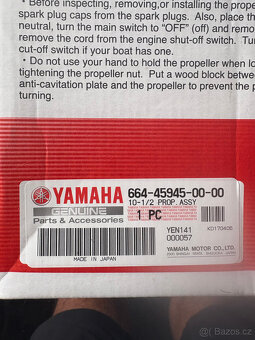 • Before inspecting, removing, or installing the prope
spark plug caps from the spark plugs. Also, place th
neutral, turn the main switch to "OFF" (off) and remo
remove the cord from the engine shut-off switch. Tur
cut-off switch if your boat has one.
• Do not use your hand to hold the propeller when lo
tightening the propeller nut. Put a wood block betwe
anti-cavitation plate and the propeller to prevent the p
turning.
YAMAHA
GENUINE
Parts & Accessories
664-45945-00-00
10-1/2 PROP. ASSY
1 PC
YEN141
000057
K0170406
MADE IN JAPAN
YAMAHA MOTOR CO., LTD.
Bazos.cz